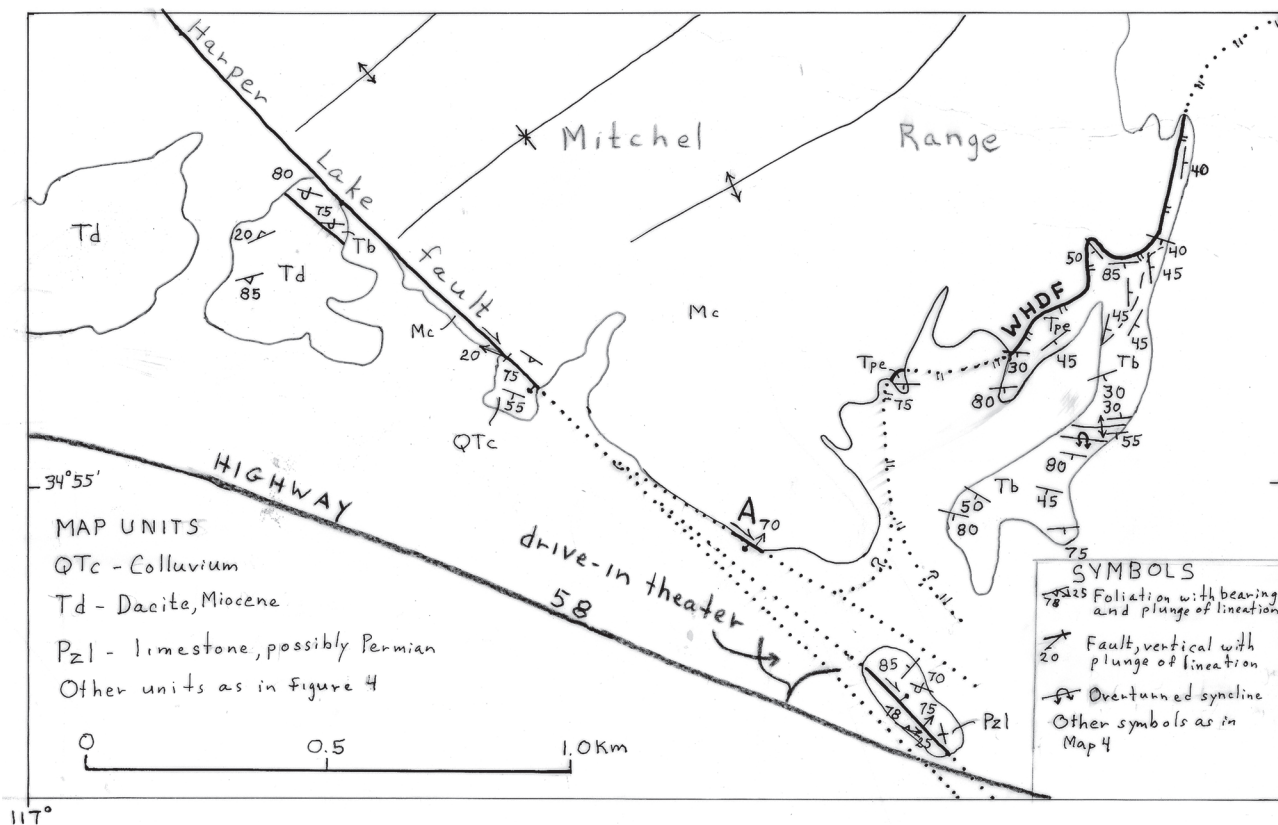 Harper
Lake
fault
Mitchel
Range
Td
80
75
Tb
20
Td
85
Mc
20
75
55
QTc
Mc
Tpe
75
WHDF
Tpe
30
45
80
50
85
40
40
45
45
45
Tb
30
30
55
80
Tb
50
80
45
75
34°55'
HIGHWAY
58
A
70
drive-in theater
85
70
75
78
25
Pzl
MAP UNITS
QTc - Colluvium
Td - Dacite, Miocene
Pzl - limestone, possibly Permian
Other units as in Figure 4
0 0.5 1.0 Km
117°
SYMBOLS
78 25 Foliation with bearing
and plunge of lineation
Fault, vertical with
20 plunge of lineation
Overturned syncline
Other symbols as in
Map 4